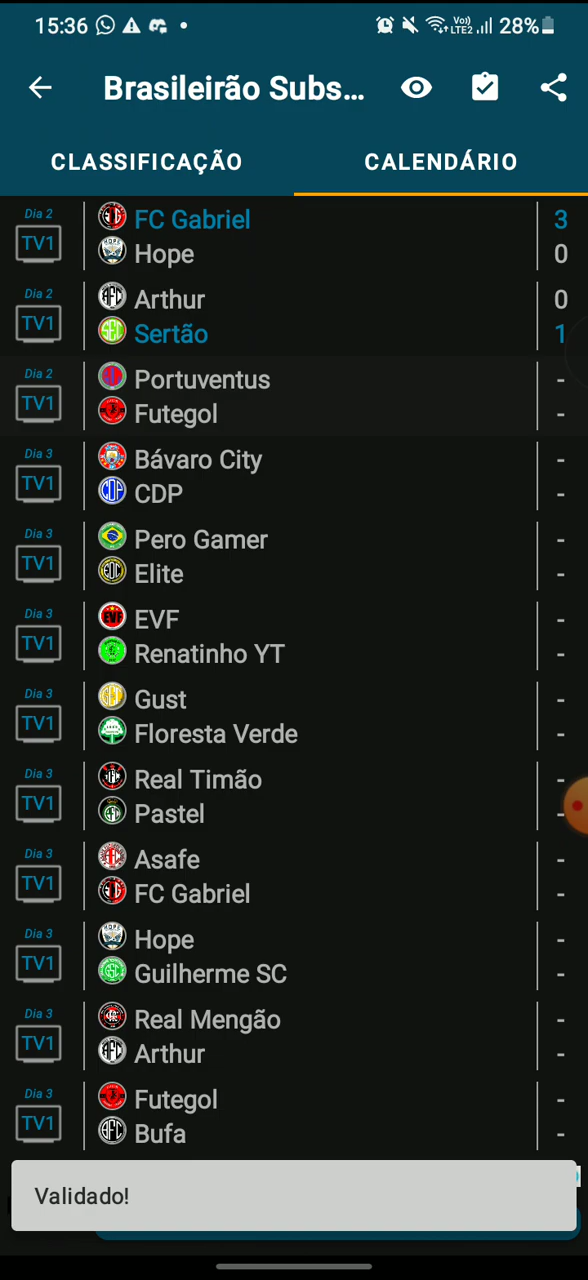 15:36 Vo)) LTE2 28%
Brasileirão Subs...
CLASSIFICAÇÃO CALENDÁRIO
Dia 2
TV1
FC Gabriel 3
Hope 0
Dia 2
TV1
Arthur 0
Sertão 1
Dia 2
TV1
Portuventus -
Futegol -
Dia 3
TV1
Bávaro City -
CDP -
Dia 3
TV1
Pero Gamer -
Elite -
Dia 3
TV1
EVF -
Renatinho YT -
Dia 3
TV1
Gust -
Floresta Verde -
Dia 3
TV1
Real Timão -
Pastel -
Dia 3
TV1
Asafe -
FC Gabriel -
Dia 3
TV1
Hope -
Guilherme SC -
Dia 3
TV1
Real Mengão -
Arthur -
Dia 3
TV1
Futegol -
Bufa -
Validado!